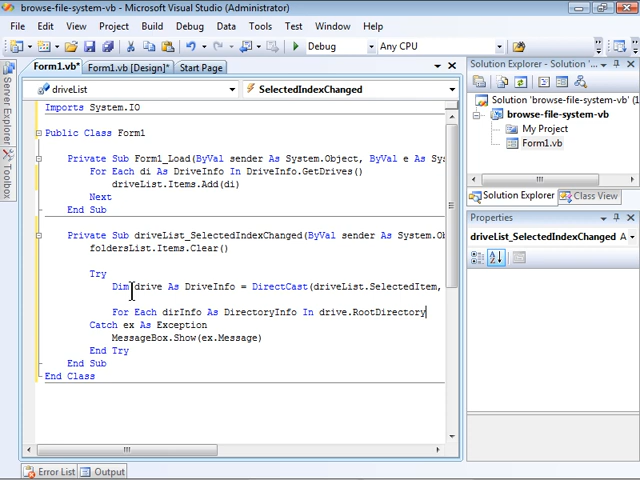 browse-file-system-vb - Microsoft Visual Studio (Administrator)
File Edit View Project Build Debug Data Tools Test Window Help
Debug Any CPU
Form1.vb* Form1.vb [Design]* Start Page
driveList SelectedIndexChanged
Imports System.IO
Public Class Form1
Private Sub Form1_Load(ByVal sender As System.Object, ByVal e As Sys
For Each di As DriveInfo In DriveInfo.GetDrives()
driveList.Items.Add(di)
Next
End Sub
Private Sub driveList_SelectedIndexChanged(ByVal sender As System.Ob
foldersList.Items.Clear()
Try
Dim drive As DriveInfo = DirectCast(driveList.SelectedItem,
For Each dirInfo As DirectoryInfo In drive.RootDirectory
Catch ex As Exception
MessageBox.Show(ex.Message)
End Try
End Sub
End Class
Server Explorer
Toolbox
Solution Explorer - Solution 'browse-...
Solution 'browse-file-system-vb' (1
browse-file-system-vb
My Project
Form1.vb
Solution Explorer Class View
Properties
driveList_SelectedIndexChanged Attributes
Error List Output